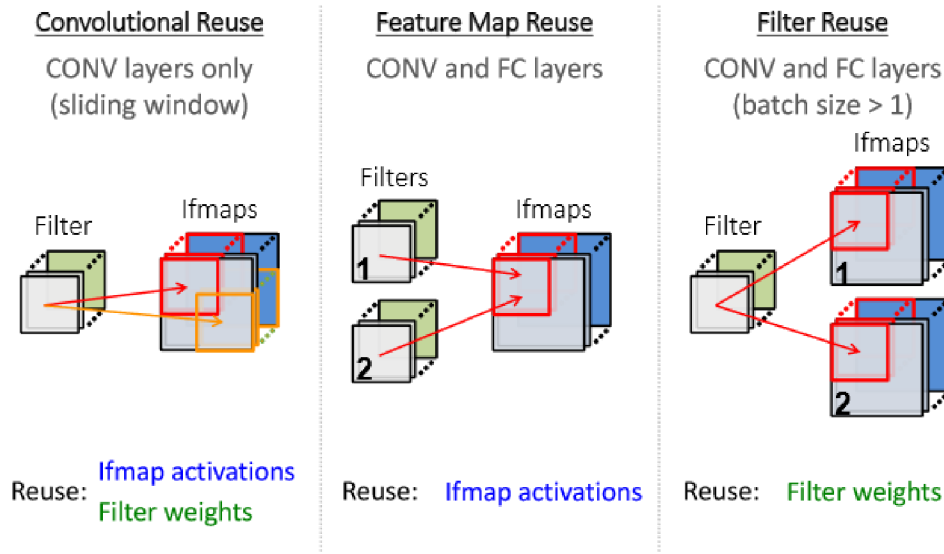 Convolutional Reuse
CONV layers only
(sliding window)
Filter
Ifmaps
Reuse:
Ifmap activations
Filter weights
Feature Map Reuse
CONV and FC layers
Filters
Ifmaps
1
2
Reuse:
Ifmap activations
Filter Reuse
CONV and FC layers
(batch size > 1)
Ifmaps
Filter
1
2
Reuse:
Filter weights